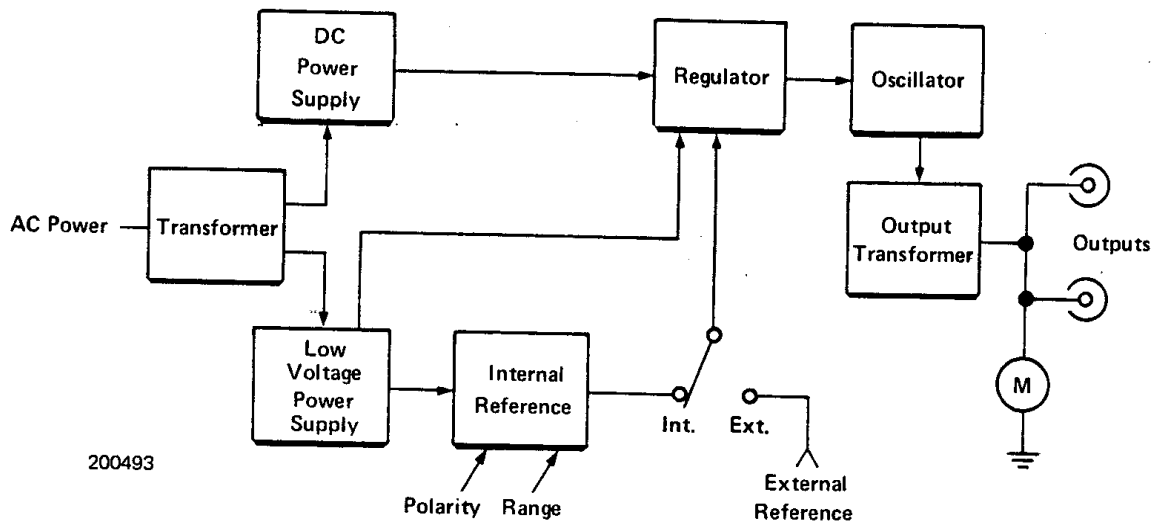 DC
Power
Supply
Regulator
Oscillator
AC Power
Transformer
Output
Transformer
Outputs
Low
Voltage
Power
Supply
Internal
Reference
Int.
Ext.
M
200493
Polarity
Range
External
Reference